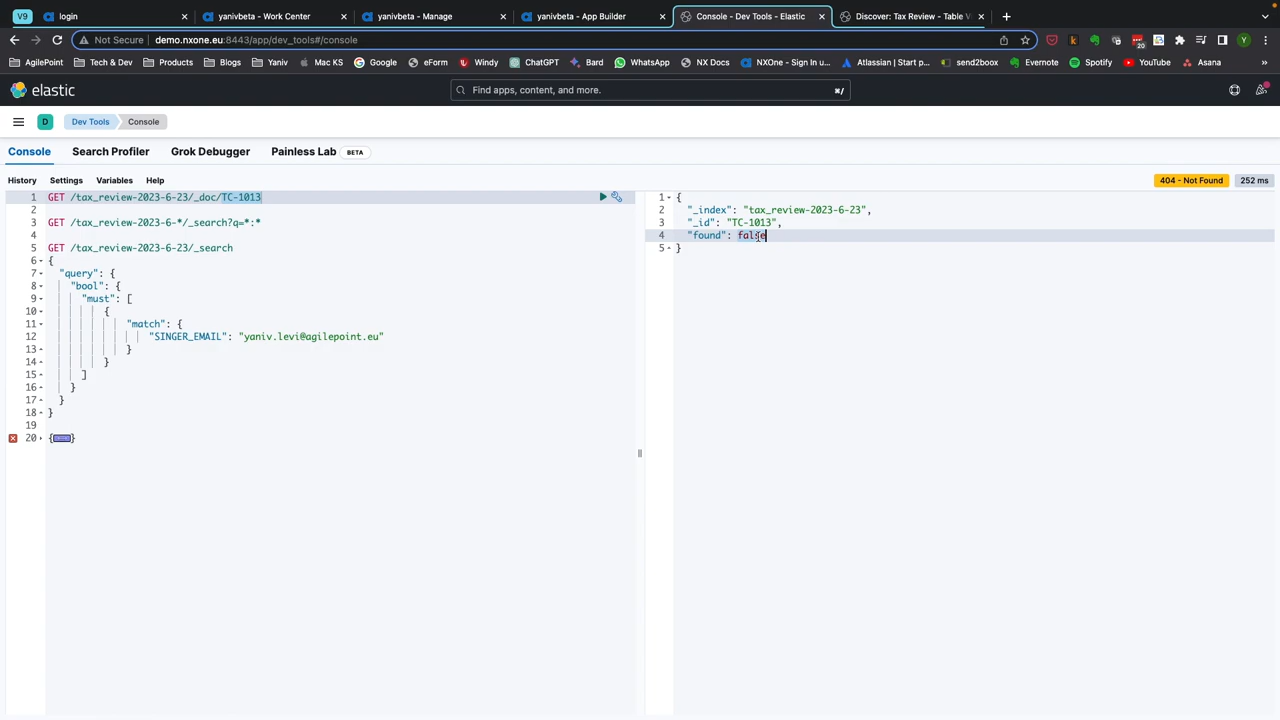 V9 login yanivbeta - Work Center yanivbeta - Manage yanivbeta - App Builder Console - Dev Tools - Elastic Discover: Tax Review - Table V
Not Secure demo.nxone.eu:8443/app/dev_tools#/console 20 Y
AgilePoint Tech & Dev Products Blogs Yaniv Mac KS Google eForm Windy ChatGPT Bard WhatsApp NX Docs NXOne - Sign In u... Atlassian | Start p... send2boox Evernote Spotify YouTube Asana »
elastic Find apps, content, and more. ⌘/
D Dev Tools Console
Console Search Profiler Grok Debugger Painless Lab BETA
History Settings Variables Help 404 - Not Found 252 ms
1 GET /tax_review-2023-6-23/_doc/TC-1013
2
3 GET /tax_review-2023-6-*/_search?q=*:*
4
5 GET /tax_review-2023-6-23/_search
6 {
7 "query": {
8 "bool": {
9 "must": [
10 {
11 "match": {
12 "SINGER_EMAIL": "yaniv.levi@agilepoint.eu"
13 }
14 }
15 ]
16 }
17 }
18 }
19
20 {...}
1 {
2 "_index": "tax_review-2023-6-23",
3 "_id": "TC-1013",
4 "found": false
5 }